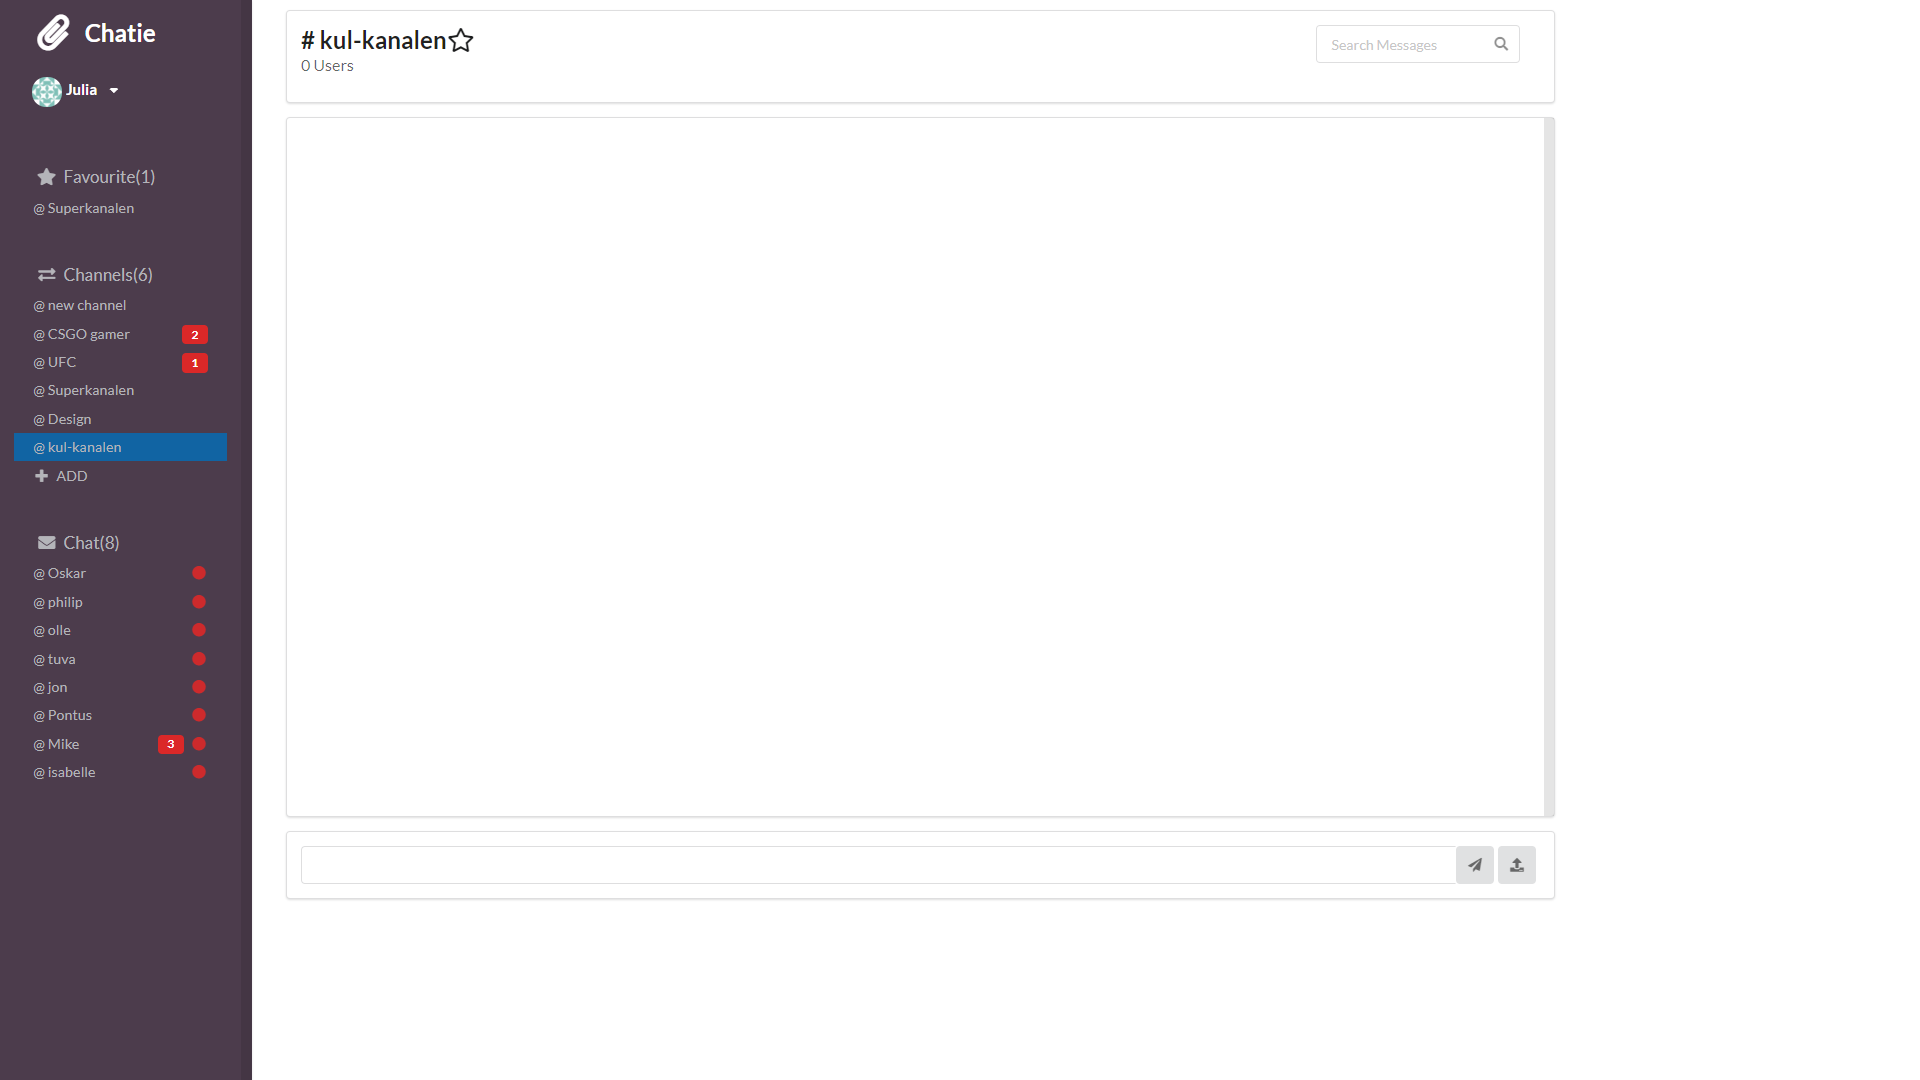 Chatie
Julia
Favourite(1)
@ Superkanalen
Channels(6)
@ new channel
@ CSGO gamer 2
@ UFC 1
@ Superkanalen
@ Design
@ kul-kanalen
ADD
Chat(8)
@ Oskar
@ philip
@ olle
@ tuva
@ jon
@ Pontus
@ Mike 3
@ isabelle
# kul-kanalen
0 Users
Search Messages